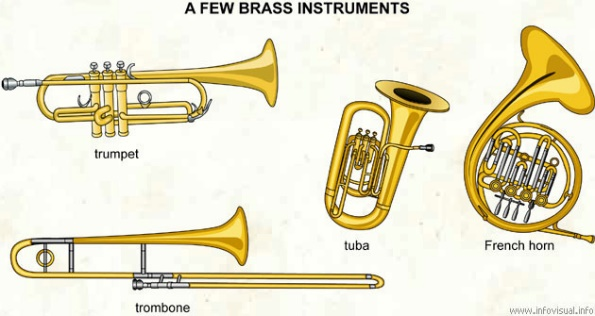 A FEW BRASS INSTRUMENTS
trumpet
tuba
French horn
trombone
www.infovisual.info